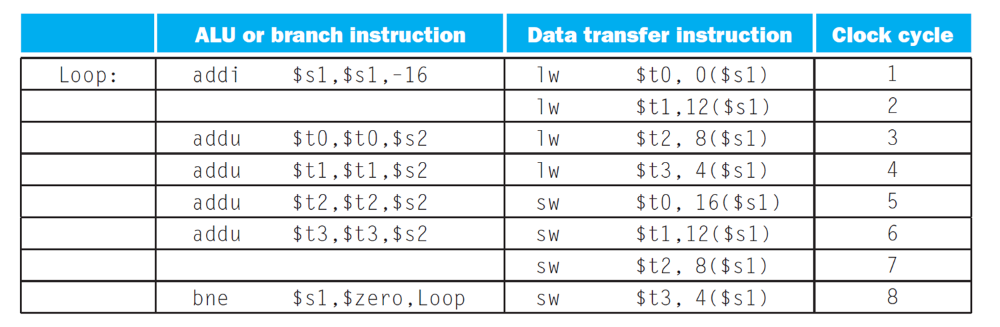 ALU or branch instruction Data transfer instruction Clock cycle
Loop: addi $s1,$s1,-16 lw $t0, 0($s1) 1
lw $t1,12($s1) 2
addu $t0,$t0,$s2 lw $t2, 8($s1) 3
addu $t1,$t1,$s2 lw $t3, 4($s1) 4
addu $t2,$t2,$s2 sw $t0, 16($s1) 5
addu $t3,$t3,$s2 sw $t1,12($s1) 6
sw $t2, 8($s1) 7
bne $s1,$zero,Loop sw $t3, 4($s1) 8